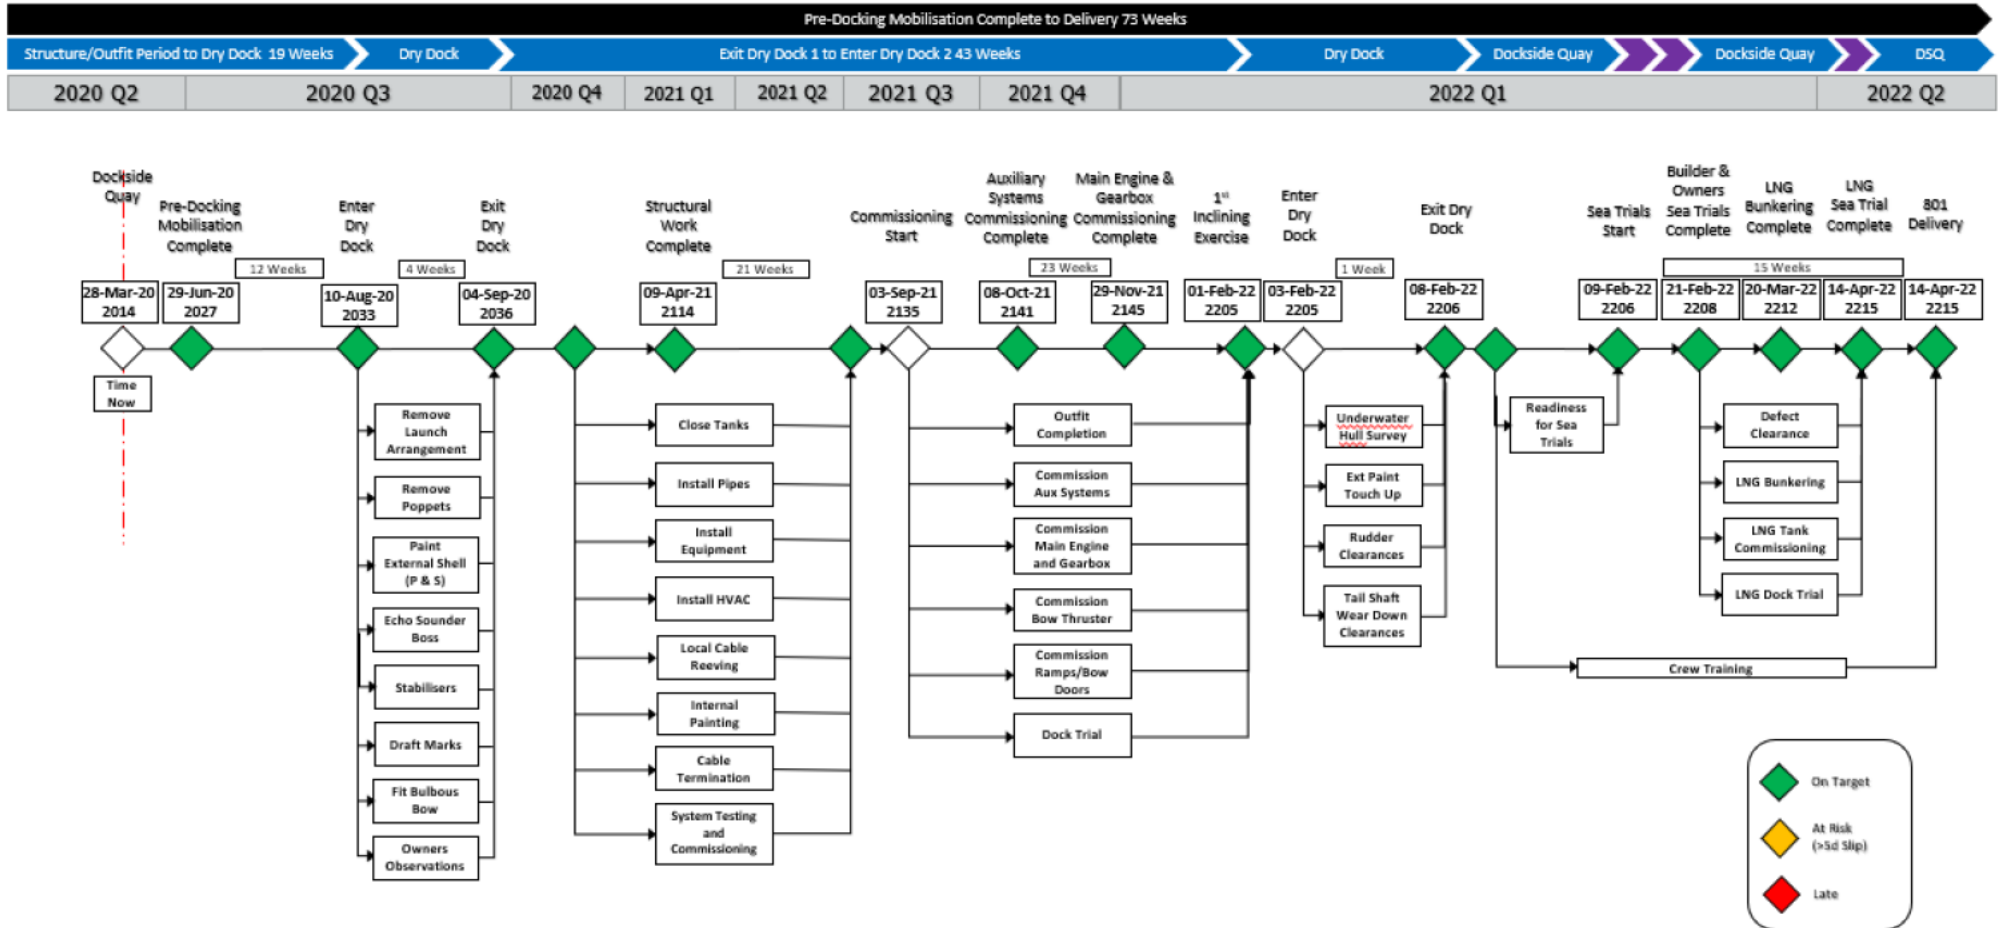 Pre-Docking Mobilisation Complete to Delivery 73 Weeks
Structure/Outfit Period to Dry Dock 19 Weeks
Dry Dock
Exit Dry Dock 1 to Enter Dry Dock 2 43 Weeks
Dry Dock
Dockside Quay
Dockside Quay
DSQ
2020 Q2
2020 Q3
2020 Q4
2021 Q1
2021 Q2
2021 Q3
2021 Q4
2022 Q1
2022 Q2
Dockside
Quay
Pre-Docking
Mobilisation
Complete
Enter
Dry
Dock
Exit
Dry
Dock
Structural
Work
Complete
Commissioning
Start
Auxiliary
Systems
Commissioning
Complete
Main Engine &
Gearbox
Commissioning
Complete
1st
Inclining
Exercise
Enter
Dry
Dock
Exit Dry
Dock
Sea Trials
Start
Builder &
Owners
Sea Trials
Complete
LNG
Bunkering
Complete
LNG
Sea Trial
Complete
801
Delivery
12 Weeks
4 Weeks
21 Weeks
23 Weeks
1 Week
15 Weeks
28-Mar-20
2014
29-Jun-20
2027
10-Aug-20
2033
04-Sep-20
2036
09-Apr-21
2114
03-Sep-21
2135
08-Oct-21
2141
29-Nov-21
2145
01-Feb-22
2205
03-Feb-22
2205
08-Feb-22
2206
09-Feb-22
2206
21-Feb-22
2208
20-Mar-22
2212
14-Apr-22
2215
14-Apr-22
2215
Time
Now
Remove
Launch
Arrangement
Remove
Poppets
Paint
External Shell
(P & S)
Echo Sounder
Boss
Stabilisers
Draft Marks
Fit Bulbous
Bow
Owners
Observations
Close Tanks
Install Pipes
Install
Equipment
Install HVAC
Local Cable
Reeving
Internal
Painting
Cable
Termination
System Testing
and
Commissioning
Outfit
Completion
Commission
Aux Systems
Commission
Main Engine
and Gearbox
Commission
Bow Thruster
Commission
Ramps/Bow
Doors
Dock Trial
Underwater
Hull Survey
Ext Paint
Touch Up
Rudder
Clearances
Tail Shaft
Wear Down
Clearances
Readiness
for Sea
Trials
Defect
Clearance
LNG Bunkering
LNG Tank
Commissioning
LNG Dock Trial
Crew Training
On Target
At Risk
(>5d Slip)
Late